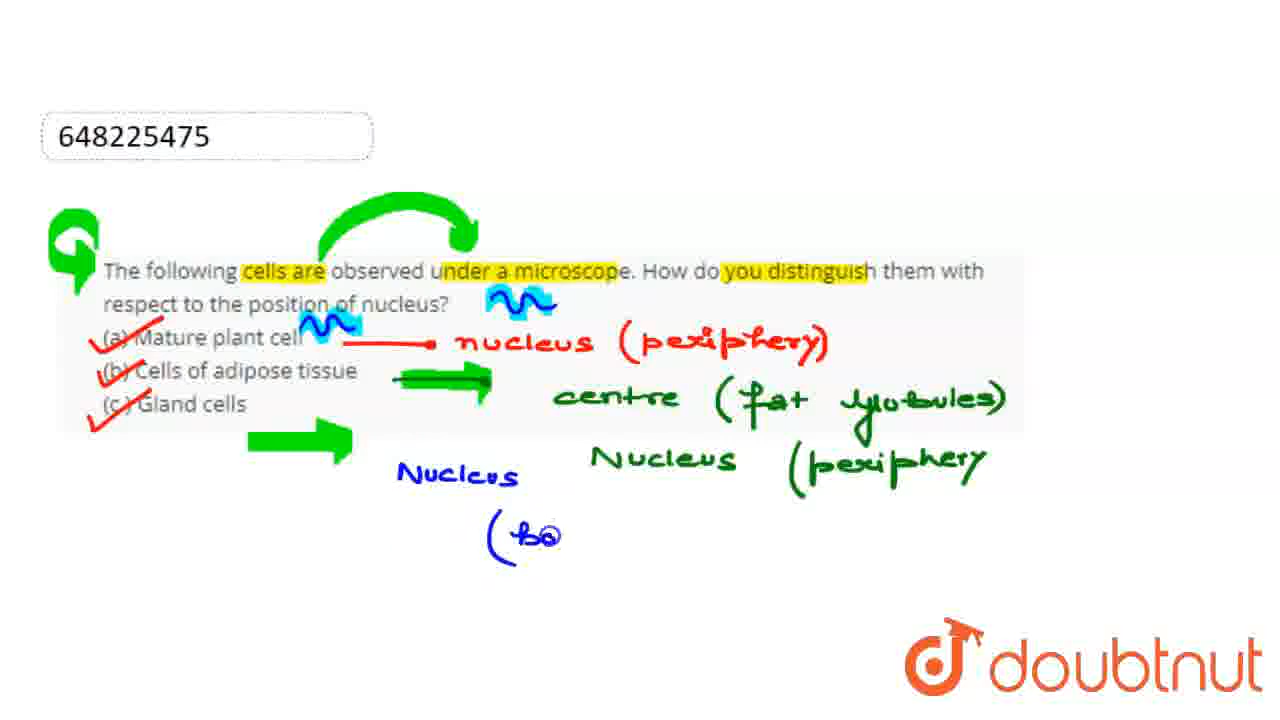 648225475
The following cells are observed under a microscope. How do you distinguish them with
respect to the position of nucleus?
(a) Mature plant cell
nucleus (periphery)
(b) Cells of adipose tissue
centre (fat globules)
(c) Gland cells
Nucleus (periphery
Nucleus
(ba
doubtnut